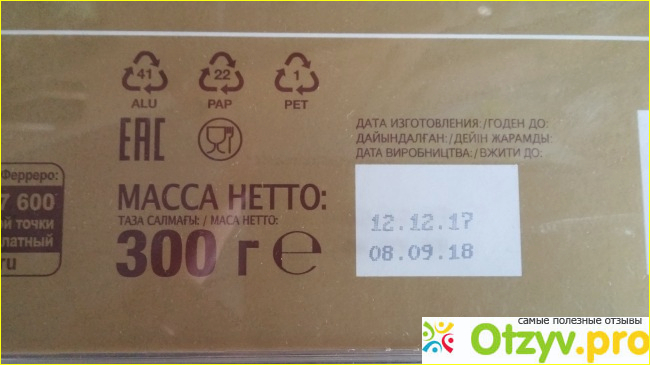 41
ALU
22
PAP
1
PET
EAC
ДАТА ИЗГОТОВЛЕНИЯ:/ГОДЕН ДО:
ДАЙЫНДАЛҒАН:/ДЕЙІН ЖАРАМДЫ:
ДАТА ВИРОБНИЦТВА:/ВЖИТИ ДО:
Ферреро:
7 600
ой точки
платный
.ru
МАССА НЕТТО:
ТАЗА САЛМАҒЫ: / МАСА НЕТТО:
300 г e
12.12.17
08.09.18
самые полезные отзывы
Otzyv.pro